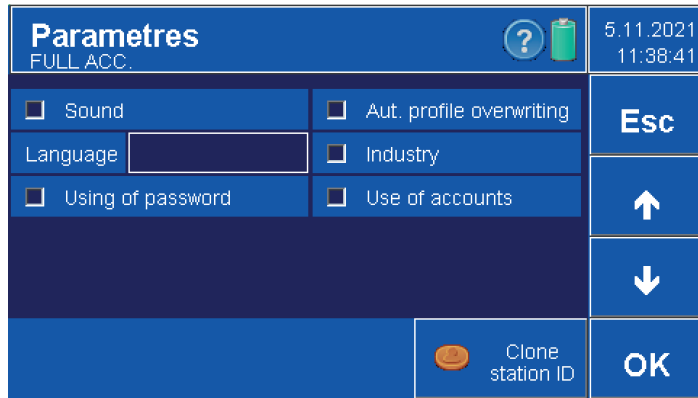 Parametres
FULL ACC.
?
5.11.2021
11:38:41
Sound
Aut. profile overwriting
Esc
Language
Industry
Using of password
Use of accounts
Clone
station ID
OK